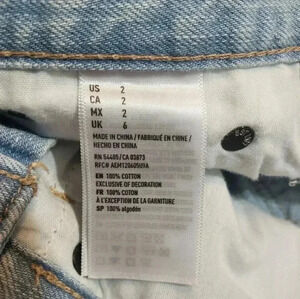 US 2
CA 2
MX 2
UK 6
MADE IN CHINA / FABRIQUÉ EN CHINE /
HECHO EN CHINA
RN 54485/CA 03873
EN 100% COTTON
EXCLUSIVE OF DECORATION
FR 100% COTON
À L'EXCEPTION DE LA GARNITURE
SP 100% algodón